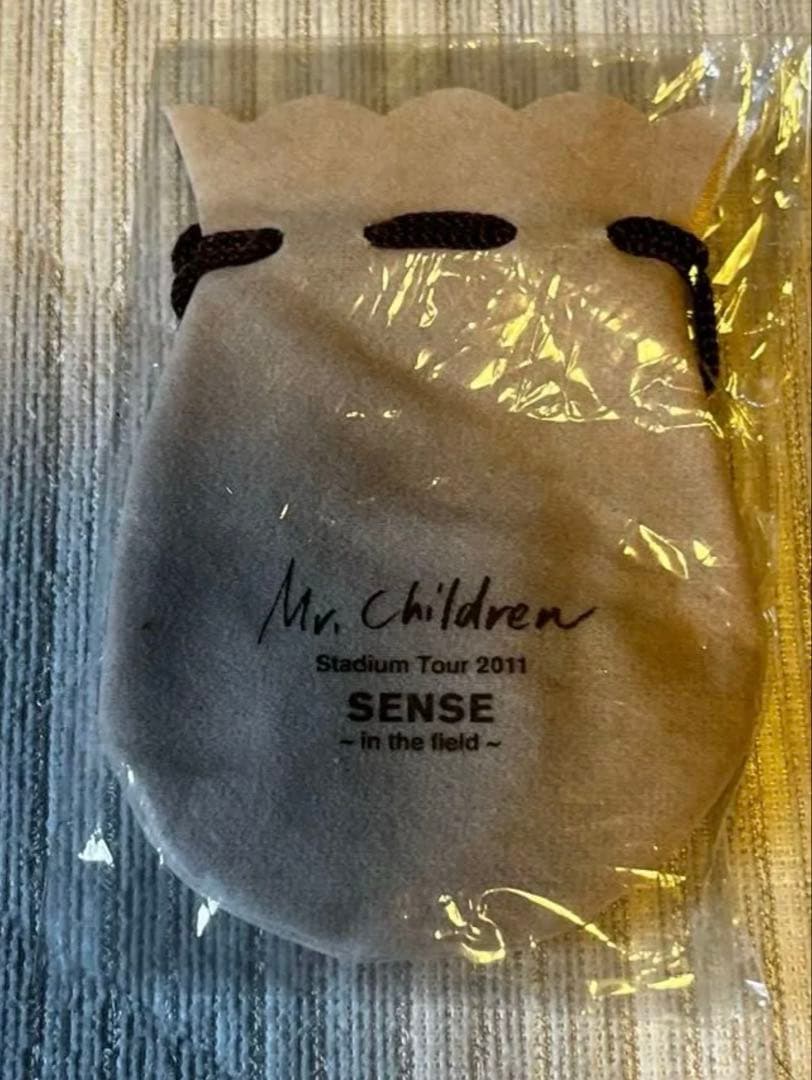 Mr. Children
Stadium Tour 2011
SENSE
~ in the field ~